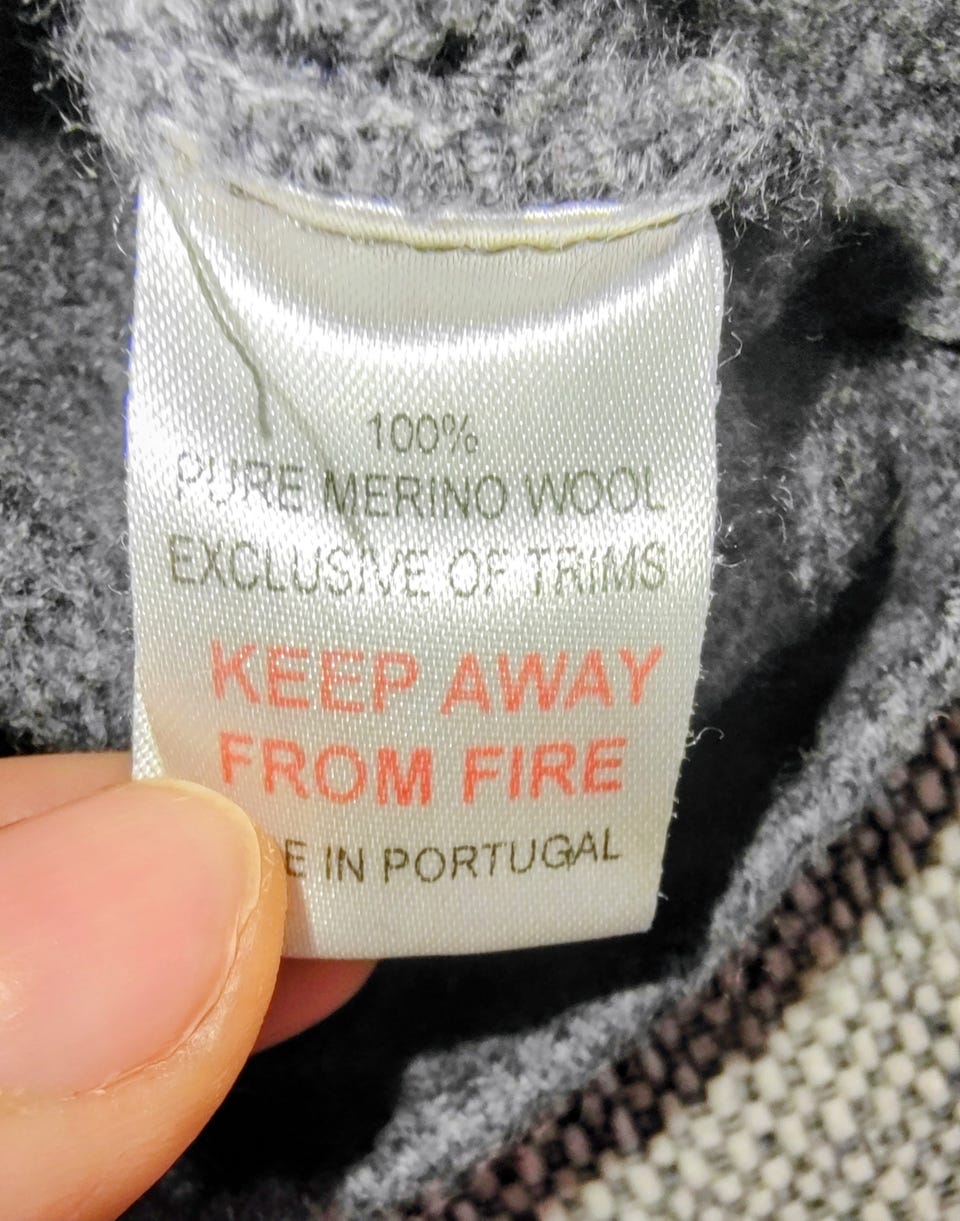 100%
PURE MERINO WOOL
EXCLUSIVE OF TRIMS
KEEP AWAY
FROM FIRE
E IN PORTUGAL